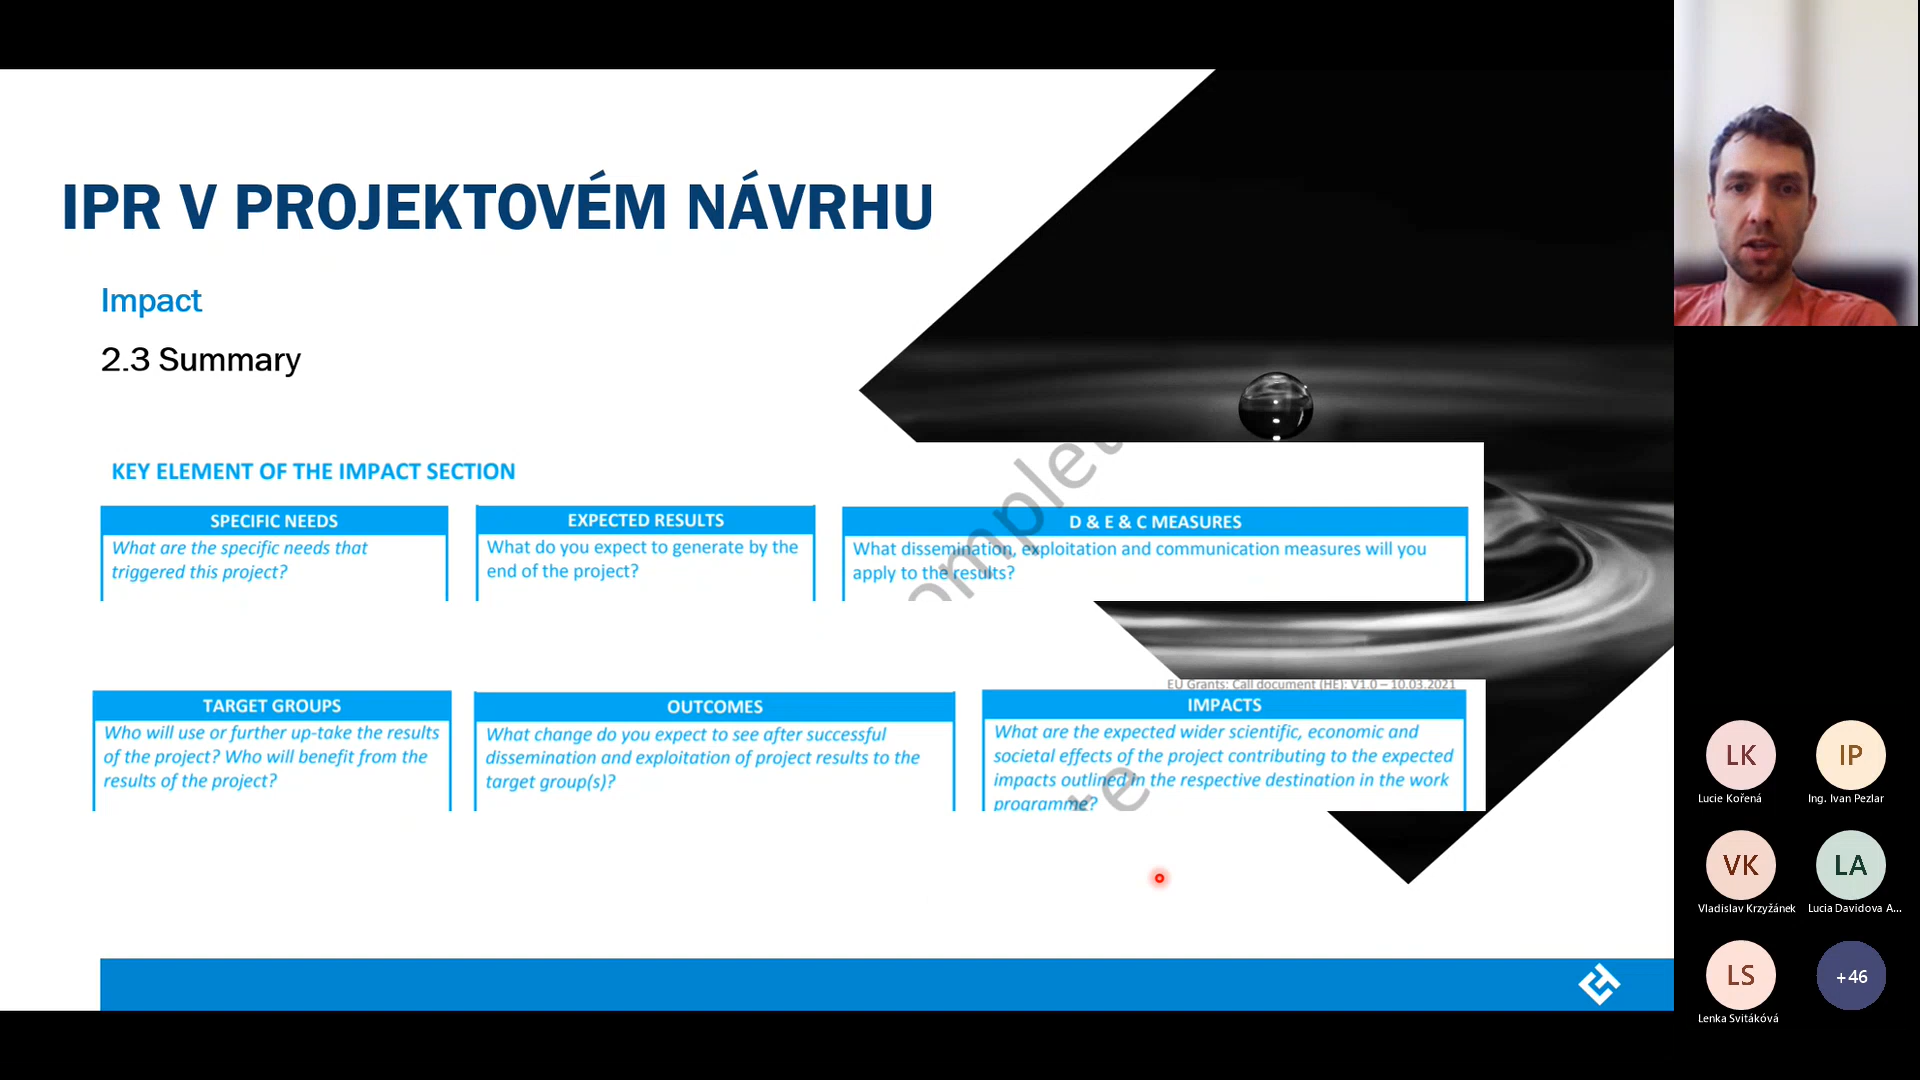 IPR V PROJEKTOVÉM NÁVRHU
Impact
2.3 Summary
KEY ELEMENT OF THE IMPACT SECTION
SPECIFIC NEEDS
What are the specific needs that
triggered this project?
EXPECTED RESULTS
What do you expect to generate by the
end of the project?
D & E & C MEASURES
What dissemination, exploitation and communication measures will you
apply to the results?
EU Grants: Call document (HE): V1.0 – 10.03.2021
TARGET GROUPS
Who will use or further up-take the results
of the project? Who will benefit from the
results of the project?
OUTCOMES
What change do you expect to see after successful
dissemination and exploitation of project results to the
target group(s)?
IMPACTS
What are the expected wider scientific, economic and
societal effects of the project contributing to the expected
impacts outlined in the respective destination in the work
programme?
omplet
te
LK
Lucie Kořená
IP
Ing. Ivan Pezlar
VK
Vladislav Krzyžánek
LA
Lucia Davidova A...
LS
Lenka Svitáková
+46